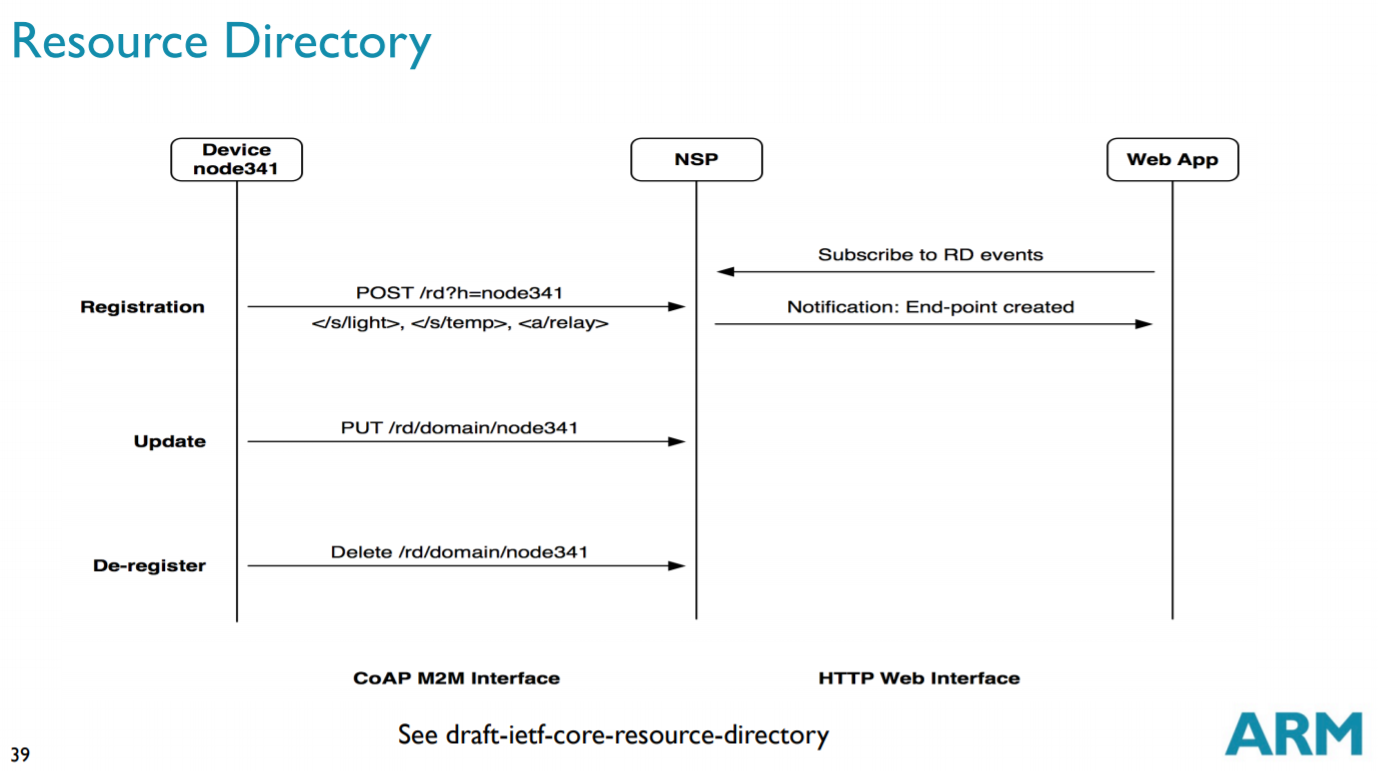 Resource Directory
Device
node341
NSP
Web App
Subscribe to RD events
POST /rd?h=node341
Registration
Notification: End-point created
</s/light>, </s/temp>, <a/relay>
PUT /rd/domain/node341
Update
Delete /rd/domain/node341
De-register
CoAP M2M Interface
HTTP Web Interface
See draft-ietf-core-resource-directory
39
ARM